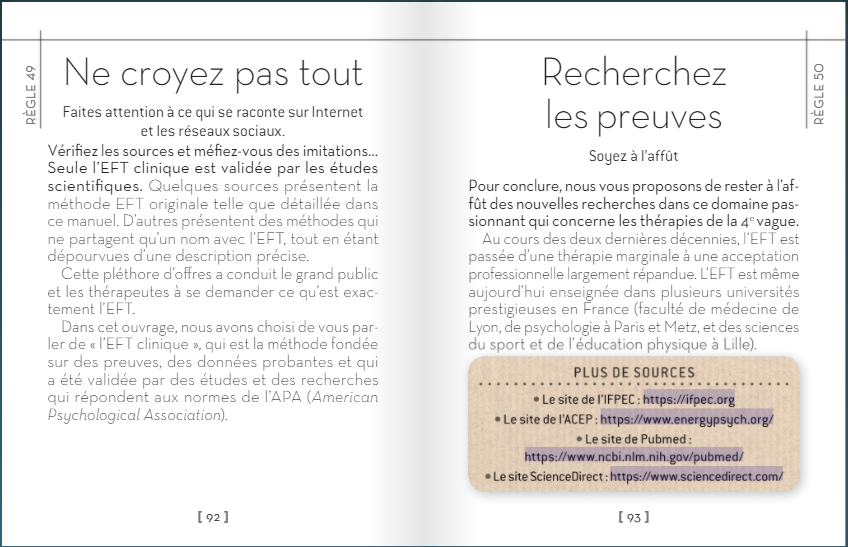 RÈGLE 49
Ne croyez pas tout
Faites attention à ce qui se raconte sur Internet
et les réseaux sociaux.
Vérifiez les sources et méfiez-vous des imitations…
Seule l’EFT clinique est validée par les études
scientifiques. Quelques sources présentent la
méthode EFT originale telle que détaillée dans
ce manuel. D’autres présentent des méthodes qui
ne partagent qu’un nom avec l’EFT, tout en étant
dépourvues d’une description précise.
Cette pléthore d’offres a conduit le grand public
et les thérapeutes à se demander ce qu’est exac-
tement l’EFT.
Dans cet ouvrage, nous avons choisi de vous par-
ler de « l’EFT clinique », qui est la méthode fondée
sur des preuves, des données probantes et qui
a été validée par des études et des recherches
qui répondent aux normes de l’APA (American
Psychological Association).
[ 92 ]
RÈGLE 50
Recherchez
les preuves
Soyez à l’affût
Pour conclure, nous vous proposons de rester à l’af-
fût des nouvelles recherches dans ce domaine pas-
sionnant qui concerne les thérapies de la 4e vague.
Au cours des deux dernières décennies, l’EFT est
passée d’une thérapie marginale à une acceptation
professionnelle largement répandue. L’EFT est même
aujourd’hui enseignée dans plusieurs universités
prestigieuses en France (faculté de médecine de
Lyon, de psychologie à Paris et Metz, et des sciences
du sport et de l’éducation physique à Lille).
PLUS DE SOURCES
• Le site de l’IFPEC : https://ifpec.org
• Le site de l’ACEP : https://www.energypsych.org/
• Le site de Pubmed :
https://www.ncbi.nlm.nih.gov/pubmed/
• Le site ScienceDirect : https://www.sciencedirect.com/
[ 93 ]